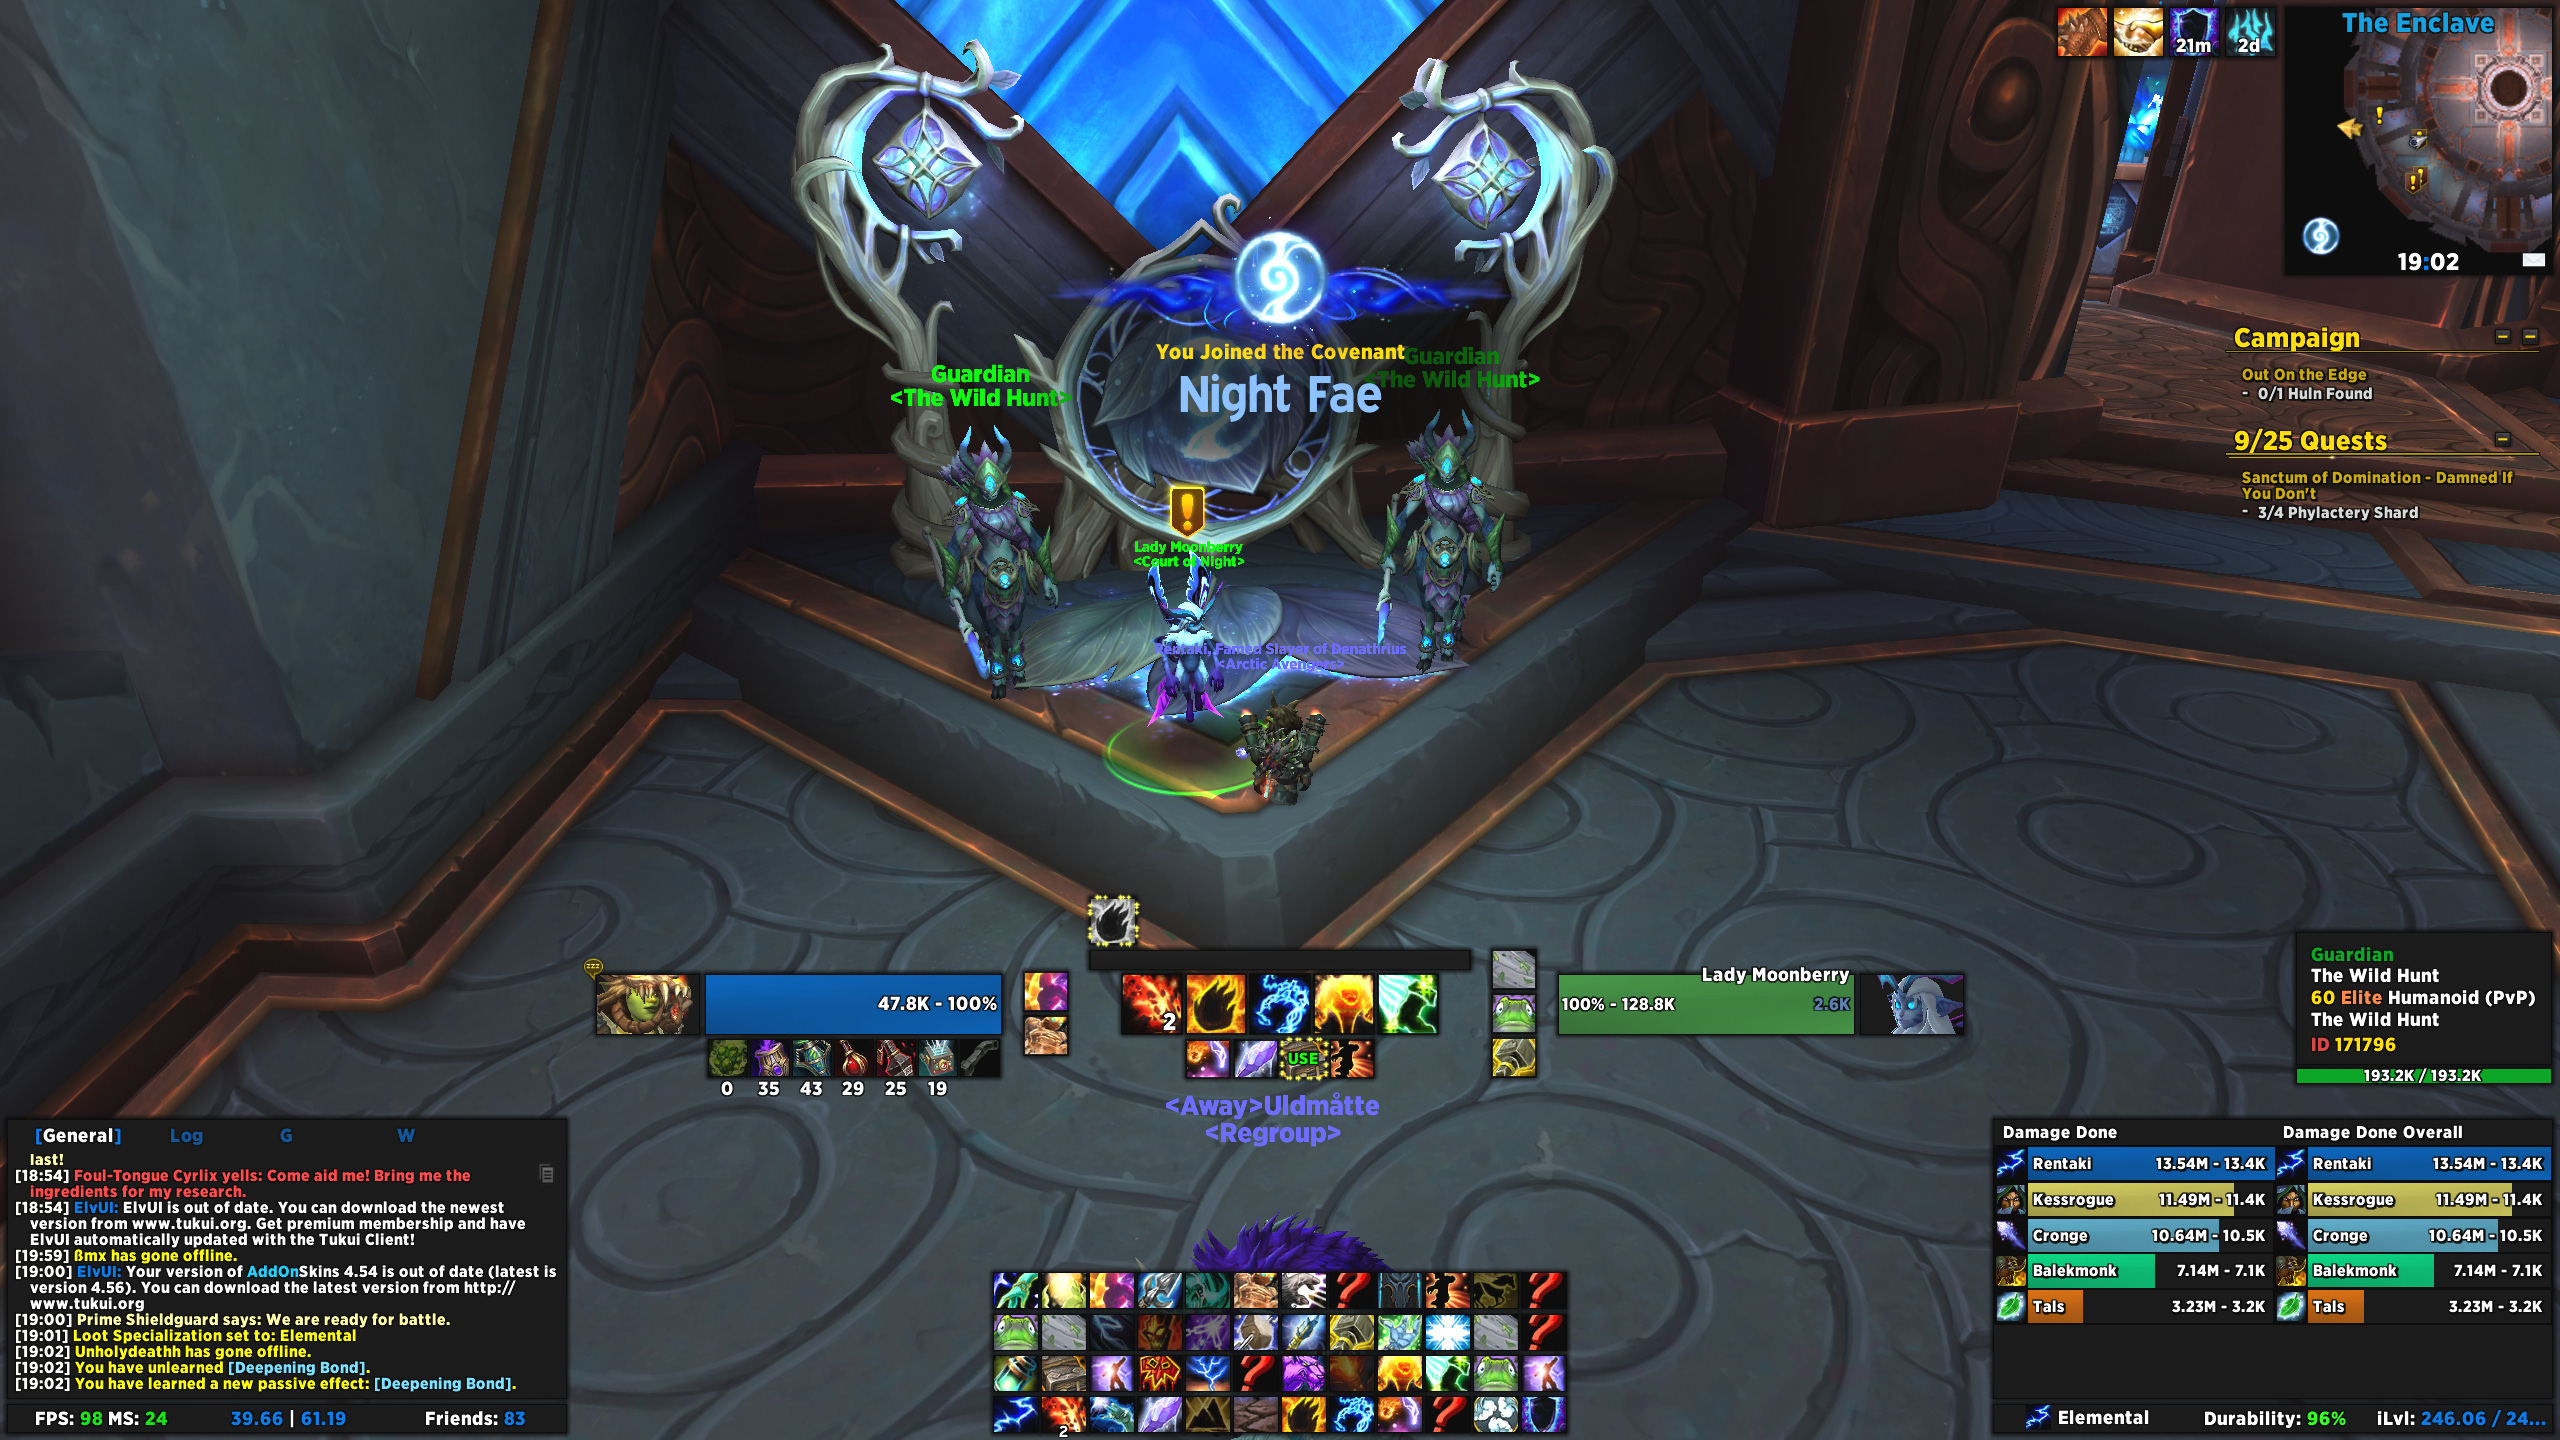 The Enclave
21m
2d
19:02
Campaign
Out On the Edge
- 0/1 Huln Found
9/25 Quests
Sanctum of Domination - Damned If
You Don't
- 3/4 Phylactery Shard
You Joined the Covenant
Night Fae
Guardian
<The Wild Hunt>
Guardian
The Wild Hunt>
Lady Moonberry
<Court of Night>
Rentaki, Famed Slayer of Denathrius
<Arctic Avengers>
zzz
47.8K - 100%
0 35 43 29 25 19
2
USE
Lady Moonberry
100% - 128.8K
2.6K
<Away>Uldmåtte
<Regroup>
Guardian
The Wild Hunt
60 Elite Humanoid (PvP)
The Wild Hunt
ID 171796
193.2K / 193.2K
[General] Log G W
last!
[18:54] Foul-Tongue Cyrlix yells: Come aid me! Bring me the
ingredients for my research.
[18:54] ElvUI: ElvUI is out of date. You can download the newest
version from www.tukui.org. Get premium membership and have
ElvUI automatically updated with the Tukui Client!
[19:59] ßmx has gone offline.
[19:00] ElvUI: Your version of AddOnSkins 4.54 is out of date (latest is
version 4.56). You can download the latest version from http://
www.tukui.org
[19:00] Prime Shieldguard says: We are ready for battle.
[19:01] Loot Specialization set to: Elemental
[19:02] Unholydeathh has gone offline.
[19:02] You have unlearned [Deepening Bond].
[19:02] You have learned a new passive effect: [Deepening Bond].
FPS: 98 MS: 24 39.66 | 61.19 Friends: 83
2
Damage Done
Rentaki 13.54M - 13.4K
Kessrogue 11.49M - 11.4K
Cronge 10.64M - 10.5K
Balekmonk 7.14M - 7.1K
Tals 3.23M - 3.2K
Damage Done Overall
Rentaki 13.54M - 13.4K
Kessrogue 11.49M - 11.4K
Cronge 10.64M - 10.5K
Balekmonk 7.14M - 7.1K
Tals 3.23M - 3.2K
Elemental Durability: 96% iLvl: 246.06 / 24...